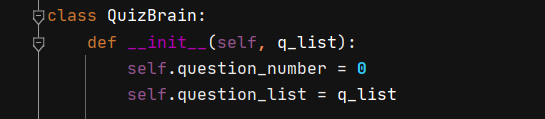 class QuizBrain:
    def __init__(self, q_list):
        self.question_number = 0
        self.question_list = q_list